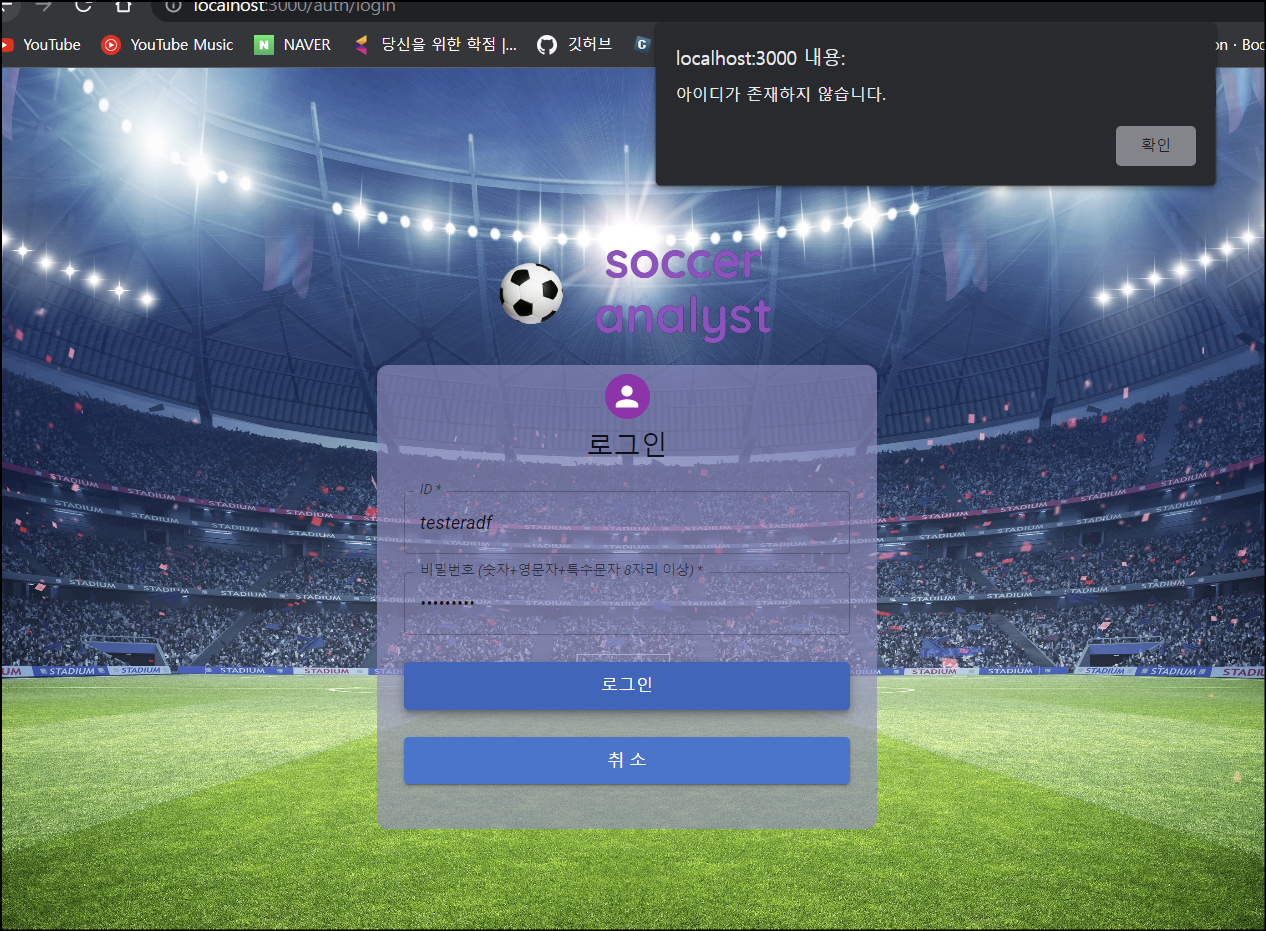 localhost:3000/auth/login
YouTube
YouTube Music
N
NAVER
당신을 위한 학점 |...
깃허브
C
on · Boo
localhost:3000 내용:
아이디가 존재하지 않습니다.
확인
soccer
analyst
로그인
ID *
testeradf
비밀번호 (숫자+영문자+특수문자 8자리 이상) *
•••••••••
로그인
취 소
STADIUM STADIUM STADIUM STADIUM
STADIUM STADIUM STADIUM STADIUM